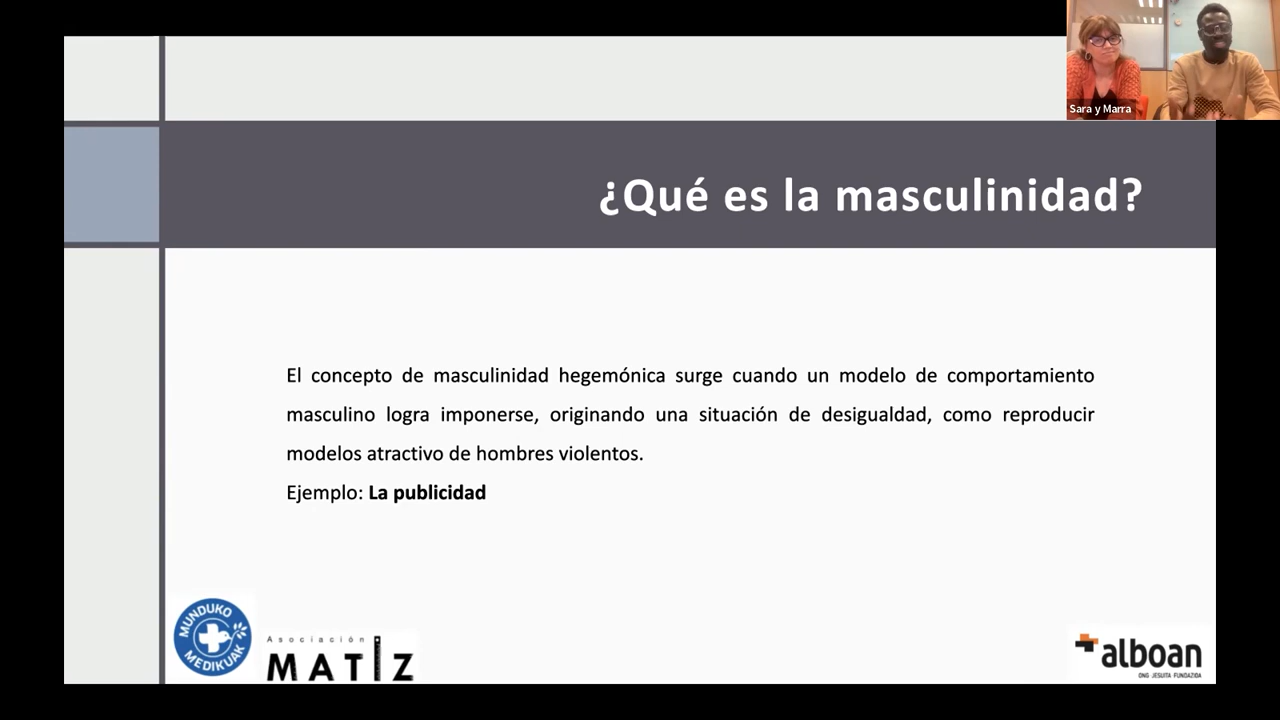 Sara y Marra
¿Qué es la masculinidad?
El concepto de masculinidad hegemónica surge cuando un modelo de comportamiento
masculino logra imponerse, originando una situación de desigualdad, como reproducir
modelos atractivo de hombres violentos.
Ejemplo: La publicidad
MUNDUKO
MEDIKUAK
Asociación
MATIZ
alboan
ONG JESUITA FUNDAZIOA